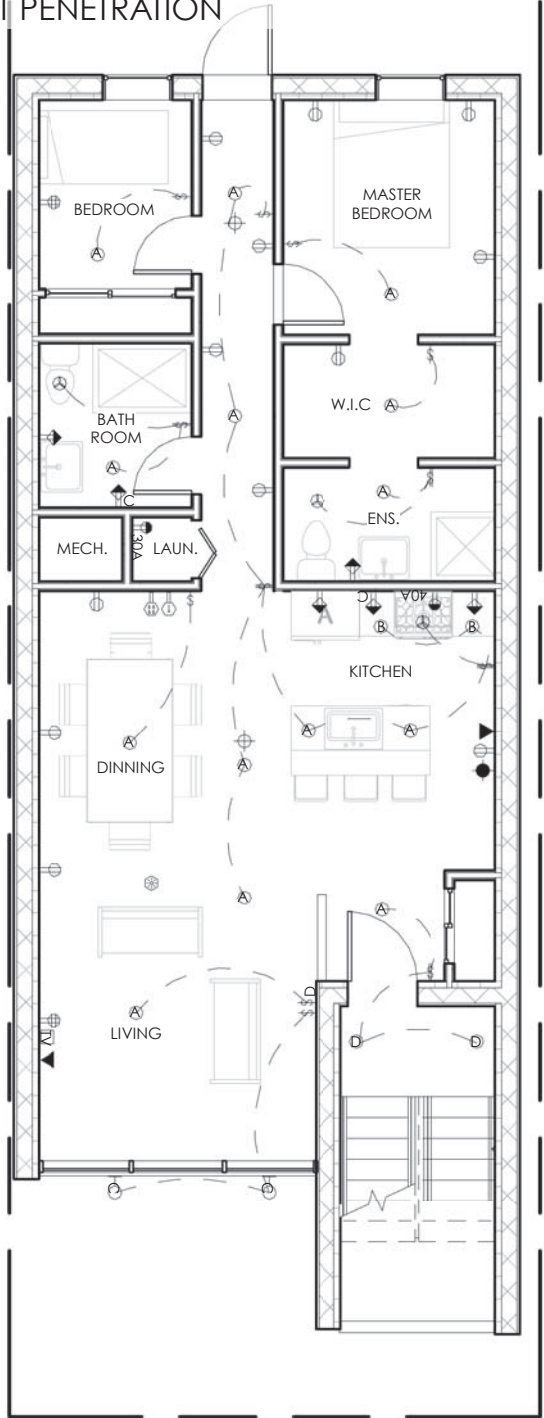 PENETRATION
BEDROOM
A
A
$
$
$
MASTER
BEDROOM
A
W.I.C
A
$
BATH
ROOM
A
$
C
A
A
$
ENS.
C
MECH.
30A
LAUN.
$
$
40A
A
B
B
KITCHEN
$
A
A
DINNING
A
A
A
A
$
D
$
$
A
LIVING
TV
D
D
C
C